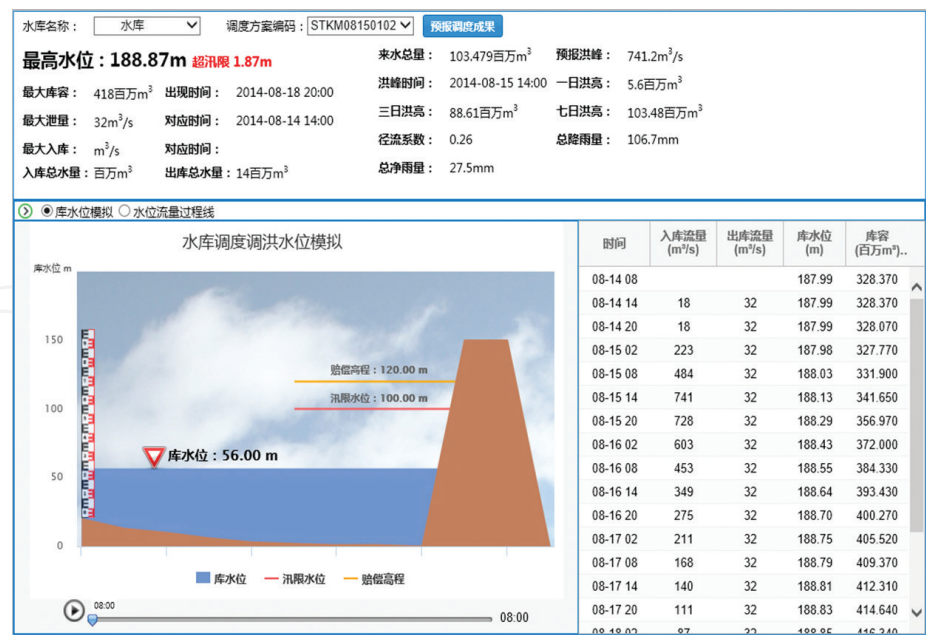 水库名称： 水库 调度方案编码：STKM08150102 预报调度成果
最高水位：188.87m 超汛限 1.87m
来水总量： 103.479百万m³ 预报洪峰： 741.2m³/s
洪峰时间： 2014-08-15 14:00 一日洪亮： 5.6百万m³
最大库容： 418百万m³ 出现时间： 2014-08-18 20:00
三日洪亮： 88.61百万m³ 七日洪亮： 103.48百万m³
最大泄量： 32m³/s 对应时间： 2014-08-14 14:00
径流系数： 0.26 总降雨量： 106.7mm
最大入库： m³/s 对应时间：
入库总水量：百万m³ 出库总水量：14百万m³
总净雨量： 27.5mm
库水位模拟 水位流量过程线
水库调度调洪水位模拟
库水位 m
150
100
50
0
赔偿高程：120.00 m
汛限水位：100.00 m
库水位：56.00 m
库水位 汛限水位 赔偿高程
08:00
08:00
时间 入库流量(m³/s) 出库流量(m³/s) 库水位(m) 库容(百万m³)..
08-14 08 187.99 328.370
08-14 14 18 32 187.99 328.370
08-14 20 18 32 187.99 328.070
08-15 02 223 32 187.98 327.770
08-15 08 484 32 188.03 331.900
08-15 14 741 32 188.13 341.650
08-15 20 728 32 188.29 356.970
08-16 02 603 32 188.43 372.000
08-16 08 453 32 188.55 384.330
08-16 14 349 32 188.64 393.430
08-16 20 275 32 188.70 400.270
08-17 02 211 32 188.75 405.520
08-17 08 168 32 188.79 409.370
08-17 14 140 32 188.81 412.310
08-17 20 111 32 188.83 414.640
08-18 02 87 32 188.85 416.340